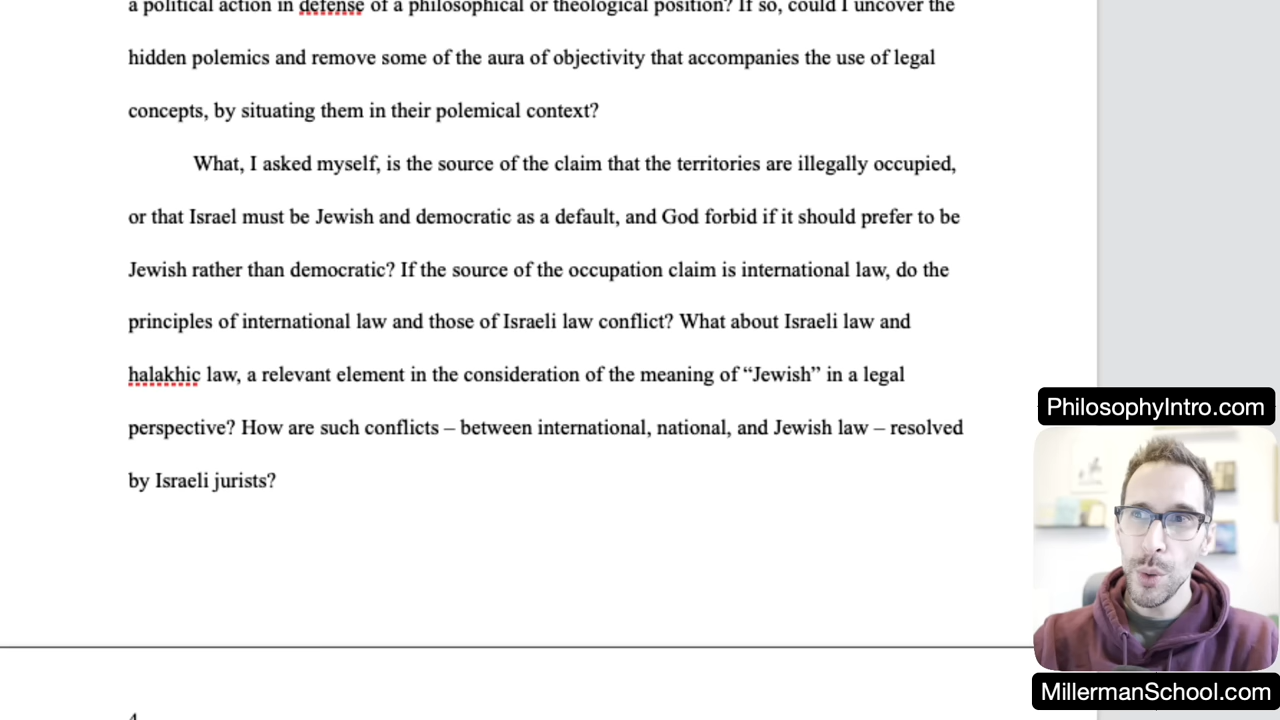 a political action in defense of a philosophical or theological position? If so, could I uncover the
hidden polemics and remove some of the aura of objectivity that accompanies the use of legal
concepts, by situating them in their polemical context?
What, I asked myself, is the source of the claim that the territories are illegally occupied,
or that Israel must be Jewish and democratic as a default, and God forbid if it should prefer to be
Jewish rather than democratic? If the source of the occupation claim is international law, do the
principles of international law and those of Israeli law conflict? What about Israeli law and
halakhic law, a relevant element in the consideration of the meaning of “Jewish” in a legal
perspective? How are such conflicts – between international, national, and Jewish law – resolved
by Israeli jurists?
PhilosophyIntro.com
MillermanSchool.com
4